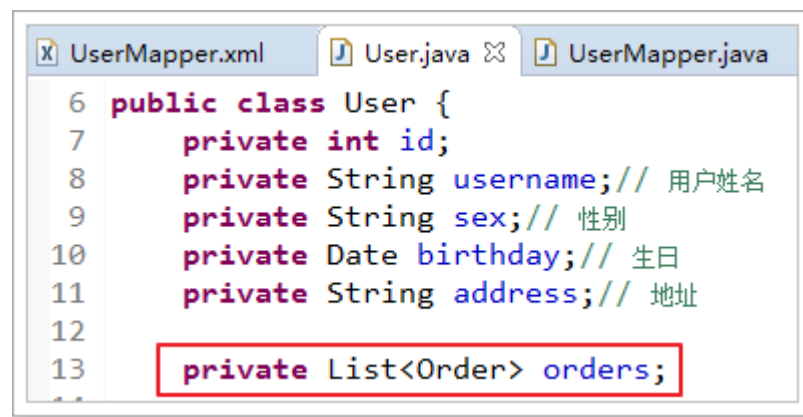 UserMapper.xml User.java UserMapper.java
6 public class User {
7 private int id;
8 private String username;// 用户姓名
9 private String sex;// 性别
10 private Date birthday;// 生日
11 private String address;// 地址
12
13 private List<Order> orders;